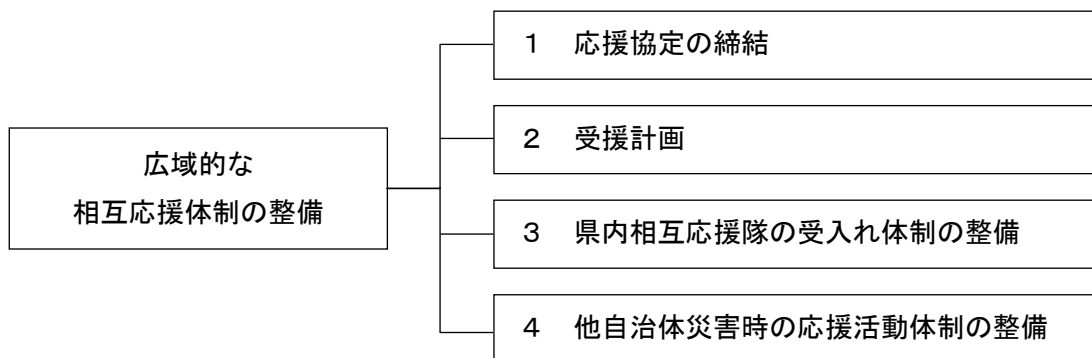 広域的な
相互応援体制の整備
１　応援協定の締結
２　受援計画
３　県内相互応援隊の受入れ体制の整備
４　他自治体災害時の応援活動体制の整備